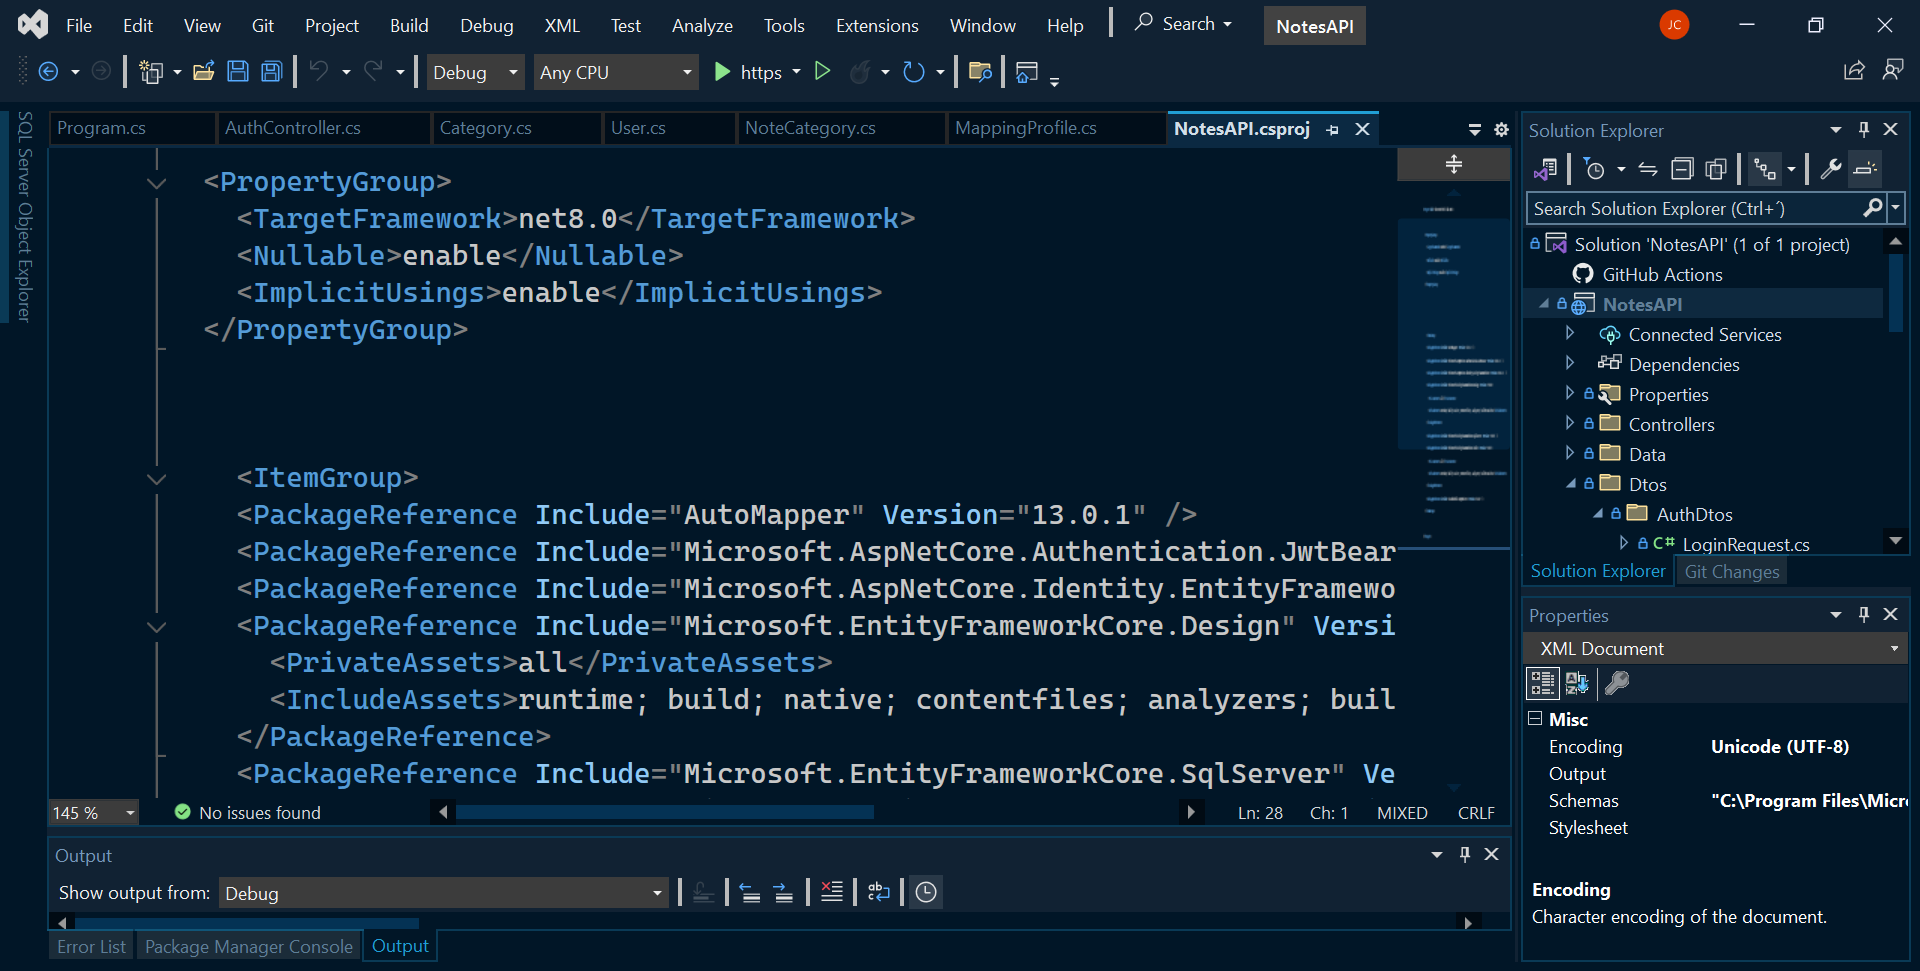 File Edit View Git Project Build Debug XML Test Analyze Tools Extensions Window Help Search NotesAPI JC
Debug Any CPU https
SQL Server Object Explorer
Program.cs AuthController.cs Category.cs User.cs NoteCategory.cs MappingProfile.cs NotesAPI.csproj
<PropertyGroup>
<TargetFramework>net8.0</TargetFramework>
<Nullable>enable</Nullable>
<ImplicitUsings>enable</ImplicitUsings>
</PropertyGroup>
<ItemGroup>
<PackageReference Include="AutoMapper" Version="13.0.1" />
<PackageReference Include="Microsoft.AspNetCore.Authentication.JwtBear
<PackageReference Include="Microsoft.AspNetCore.Identity.EntityFramewo
<PackageReference Include="Microsoft.EntityFrameworkCore.Design" Versi
<PrivateAssets>all</PrivateAssets>
<IncludeAssets>runtime; build; native; contentfiles; analyzers; buil
</PackageReference>
<PackageReference Include="Microsoft.EntityFrameworkCore.SqlServer" Ve
145 % No issues found Ln: 28 Ch: 1 MIXED CRLF
Output
Show output from: Debug
Error List Package Manager Console Output
Solution Explorer
Search Solution Explorer (Ctrl+´)
Solution 'NotesAPI' (1 of 1 project)
GitHub Actions
NotesAPI
Connected Services
Dependencies
Properties
Controllers
Data
Dtos
AuthDtos
C# LoginRequest.cs
Solution Explorer Git Changes
Properties
XML Document
Misc
Encoding Unicode (UTF-8)
Output
Schemas "C:\Program Files\Micr
Stylesheet
Encoding
Character encoding of the document.